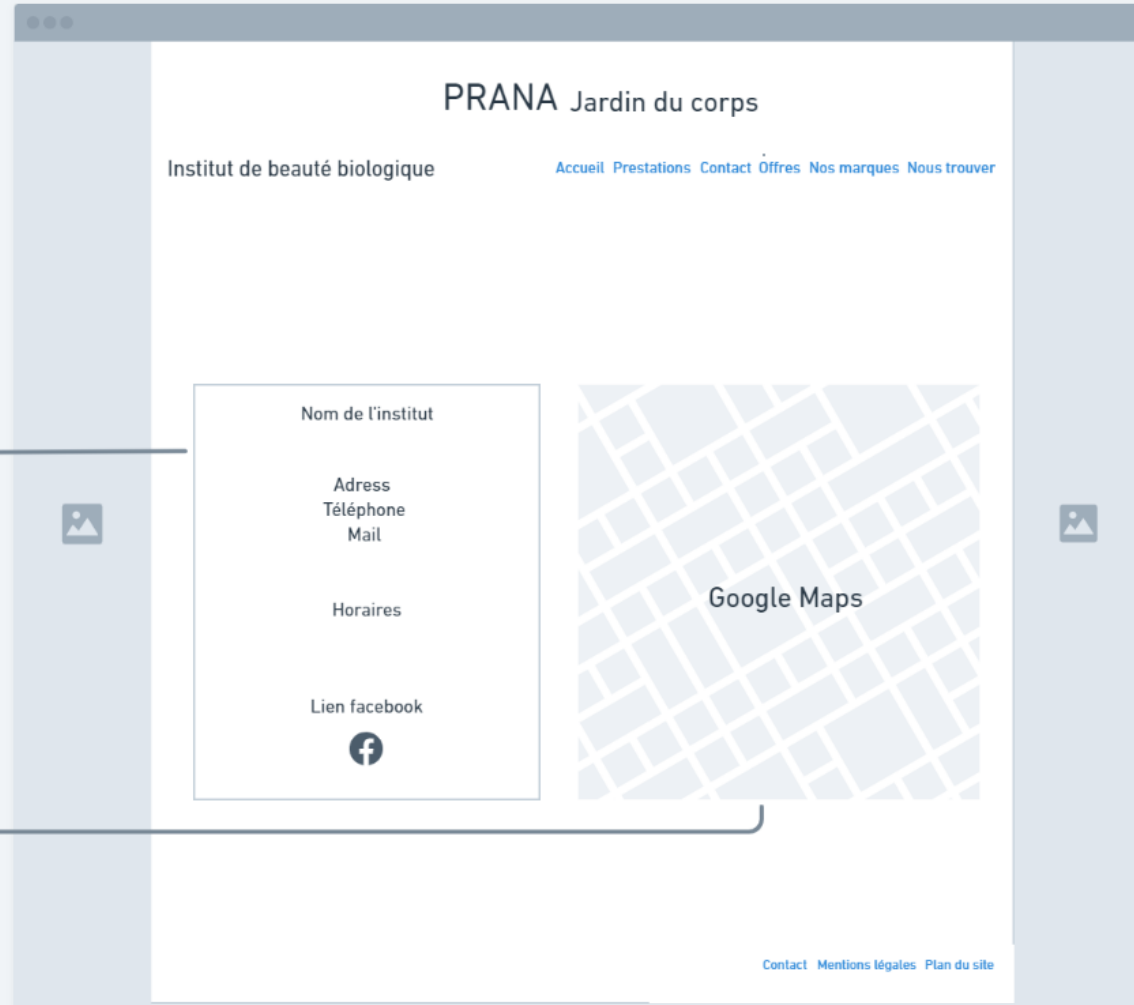 PRANA Jardin du corps
Institut de beauté biologique
Accueil Prestations Contact Offres Nos marques Nous trouver
Nom de l'institut
Adress
Téléphone
Mail
Horaires
Lien facebook
Google Maps
Contact Mentions légales Plan du site